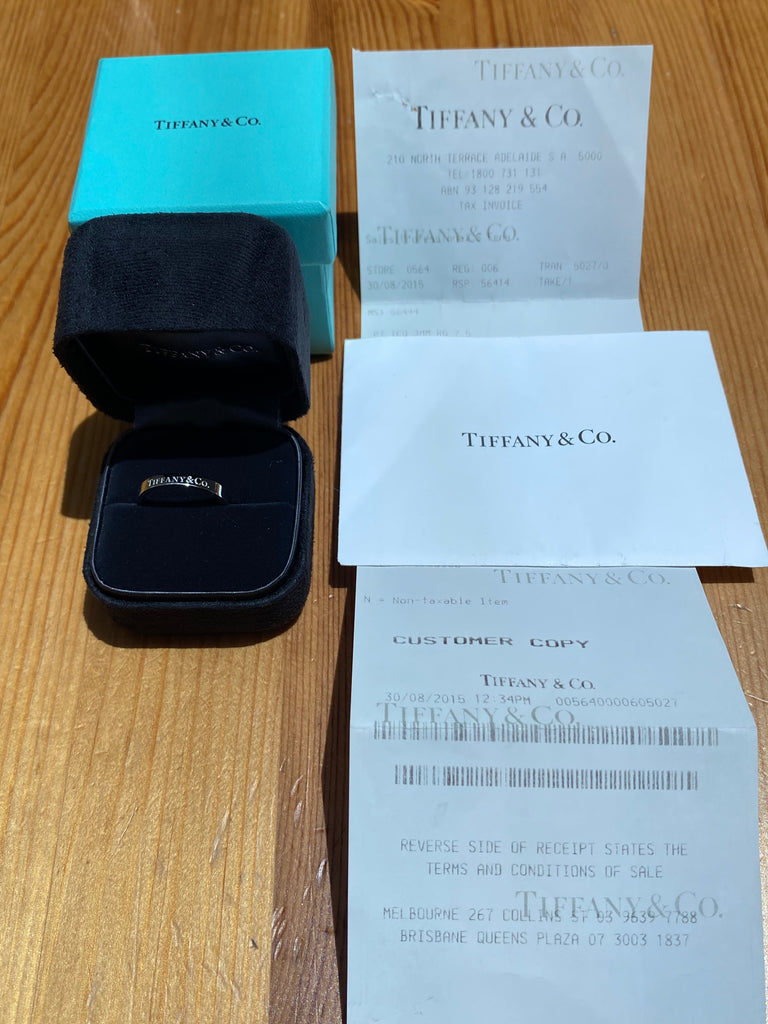 TIFFANY & CO.
TIFFANY & CO.
TIFFANY & CO.
210 NORTH TERRACE ADELAIDE S A 5000
TEL 1800 731 131
ABN 93 128 219 554
TAX INVOICE
TIFFANY & CO.
STORE: 0564 REG: 006 TRAN: 5027/J
30/08/2015 RSP: 56414 TAKE/1
TIFFANY & CO.
TIFFANY & CO.
TIFFANY & CO.
TIFFANY & CO.
N = Non-taxable Item
CUSTOMER COPY
TIFFANY & CO.
30/08/2015 12:34PM 005640000605027
TIFFANY & CO.
REVERSE SIDE OF RECEIPT STATES THE
TERMS AND CONDITIONS OF SALE
TIFFANY & CO.
MELBOURNE 267 COLLINS ST 03 9639 7788
BRISBANE QUEENS PLAZA 07 3003 1837